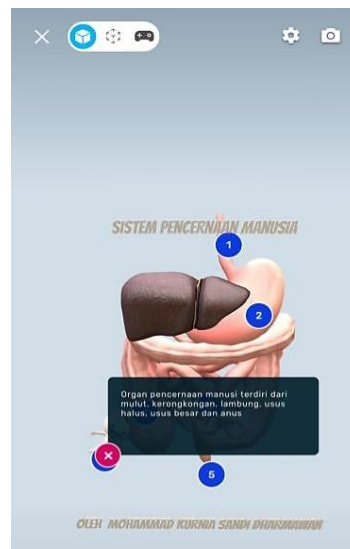 SISTEM PENCERNAAN MANUSIA
1
2
Organ pencernaan manusi terdiri dari
mulut, kerongkongan, lambung, usus
halus, usus besar dan anus
5
OLEH MOHAMMAD KURNIA SANDI DHARMAWAN